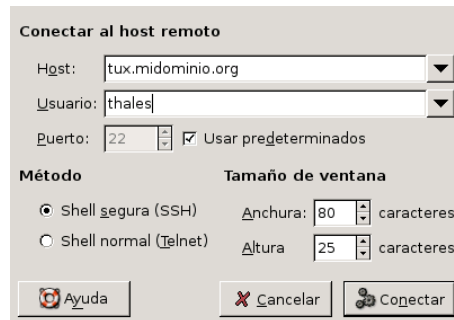 Conectar al host remoto
Host: tux.midominio.org
Usuario: thales
Puerto: 22 Usar predeterminados
Método Tamaño de ventana
Shell segura (SSH) Anchura: 80 caracteres
Shell normal (Telnet) Altura 25 caracteres
Ayuda Cancelar Conectar